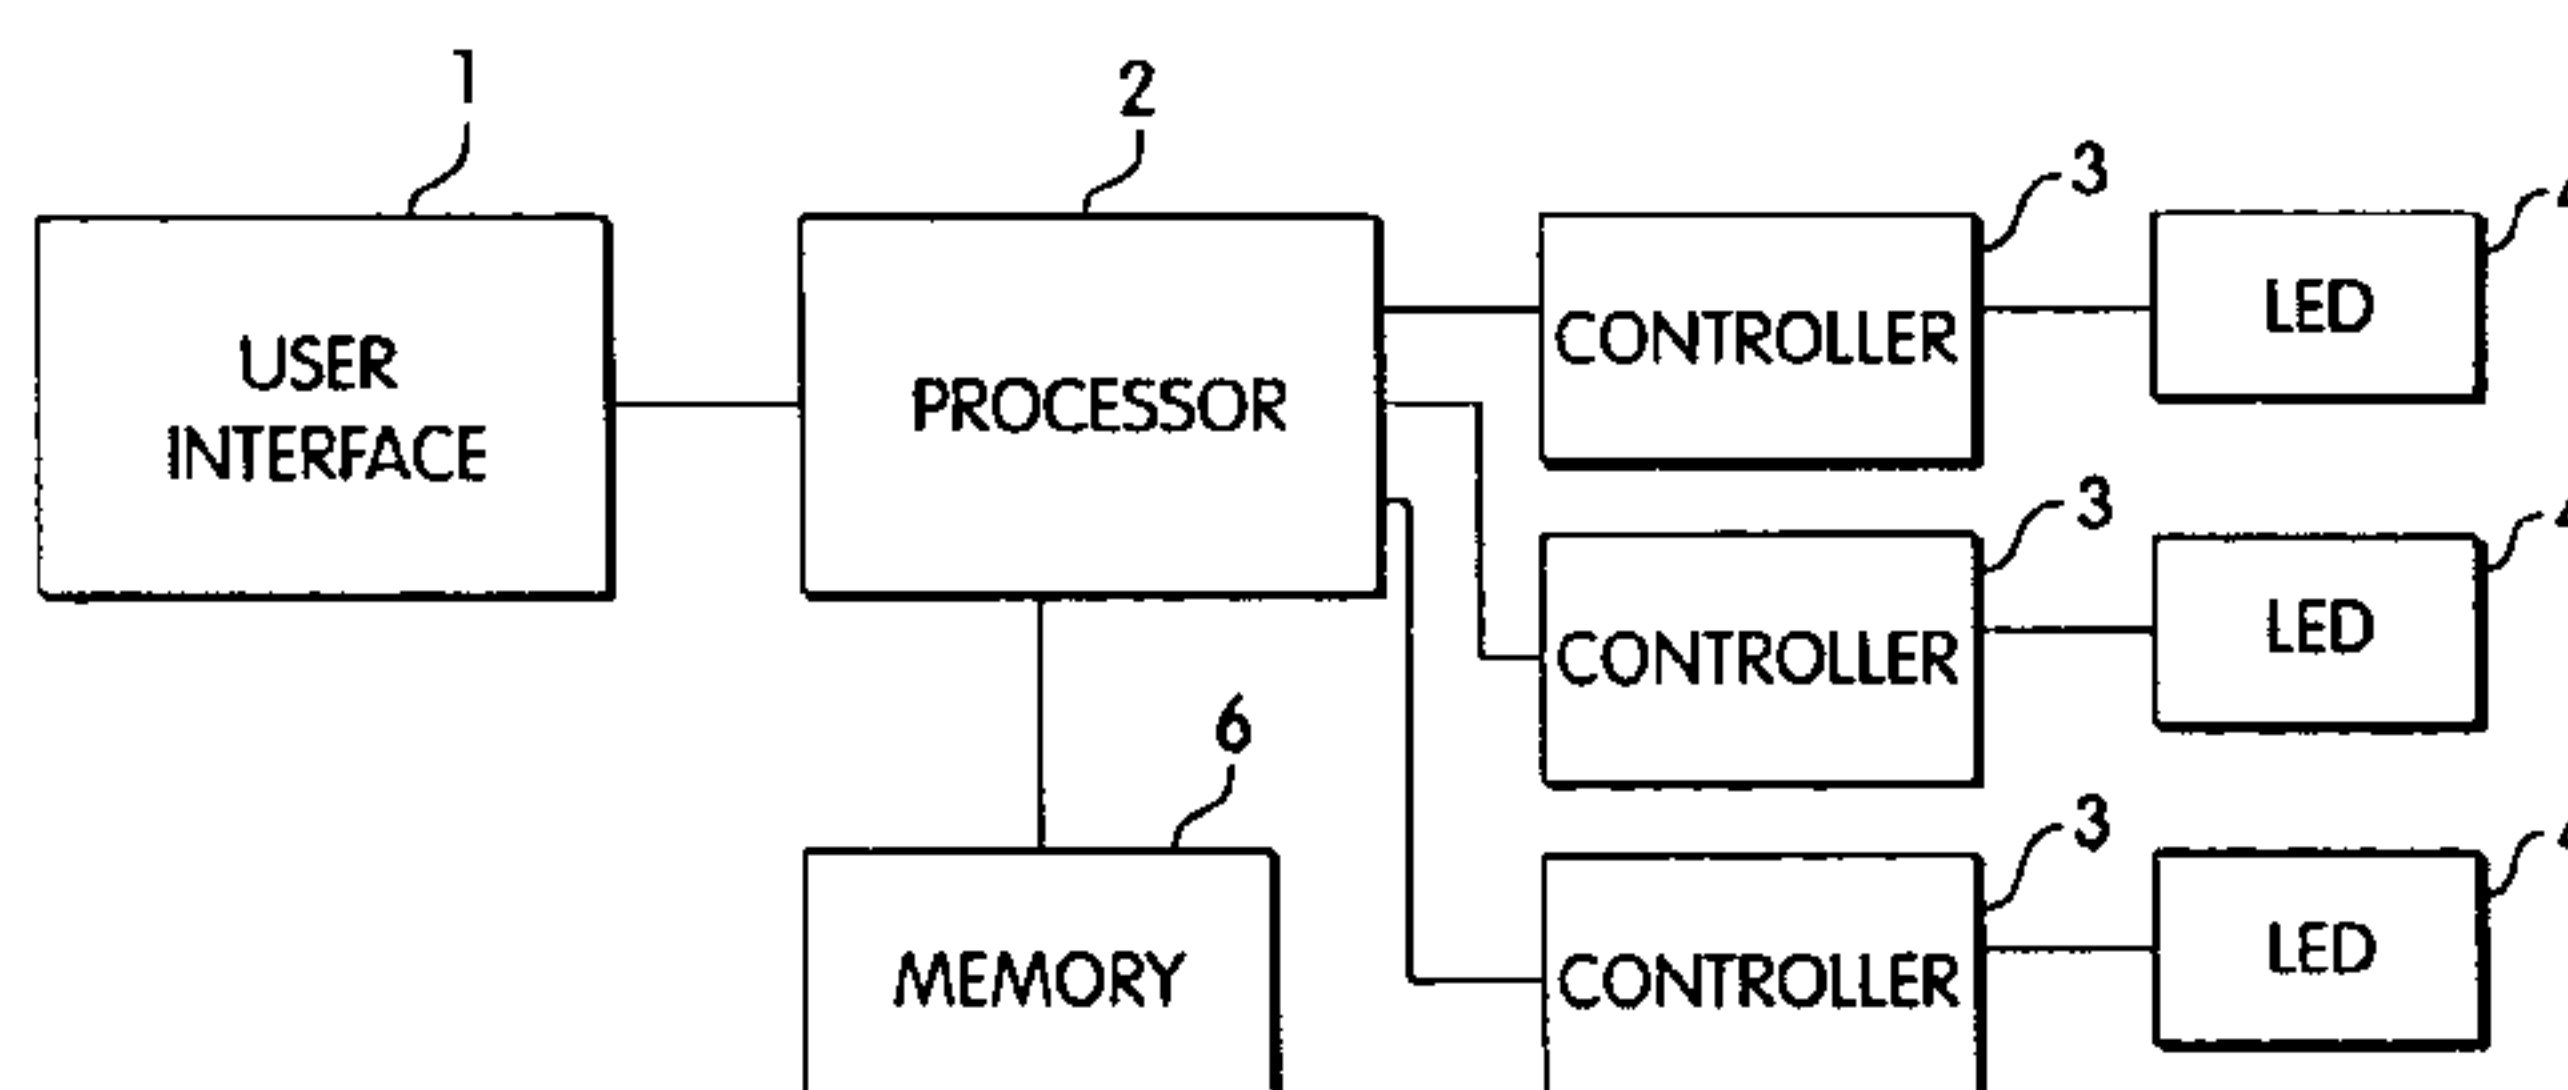 1
2
3
USER
INTERFACE
PROCESSOR
CONTROLLER
LED
3
CONTROLLER
LED
6
MEMORY
3
CONTROLLER
LED